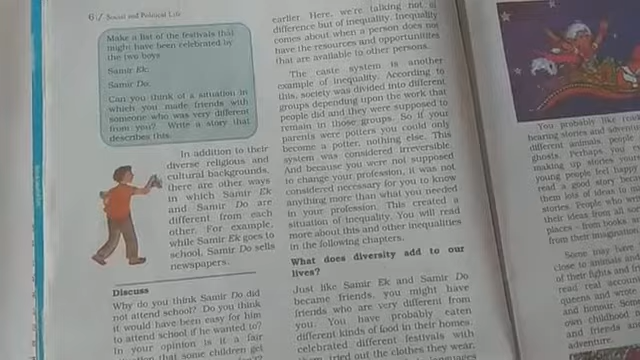 6 / Social and Political Life
Make a list of the festivals that
might have been celebrated by
the two boys
Samir Ek:
Samir Do:
Can you think of a situation in
which you made friends with
someone who was very different
from you? Write a story that
describes this.
In addition to their
diverse religious and
cultural backgrounds,
there are other ways
in which Samir Ek
and Samir Do are
different from each
other. For example,
while Samir Ek goes to
school, Samir Do sells
newspapers.
Discuss
Why do you think Samir Do did
not attend school? Do you think
it would have been easy for him
to attend school if he wanted to?
In your opinion is it a fair
situation that some children get
earlier. Here, we're talking not of
difference but of inequality. Inequality
comes about when a person does not
have the resources and opportunities
that are available to other persons.
The caste system is another
example of inequality. According to
this, society was divided into different
groups depending upon the work that
people did and they were supposed to
remain in those groups. So if your
parents were potters you could only
become a potter, nothing else. This
system was considered irreversible.
And because you were not supposed
to change your profession, it was not
considered necessary for you to know
anything more than what you needed
in your profession. This created a
situation of inequality. You will read
more about this and other inequalities
in the following chapters.
What does diversity add to our
lives?
Just like Samir Ek and Samir Do
became friends, you might have
friends who are very different from
you. You have probably eaten
different kinds of food in their homes,
celebrated different festivals with
them, tried out the clothes they wear,
You probably like
hearing stories and
different animals, people
ghosts. Perhaps you
making up stories your
young people feel happy
read a good story
them lots of ideas to
stories. People who
their ideas from all
places – from books
from their imagination
Some may have
close to animals and
of their fights and
read real accounts
queens and wrote
and honour. Some
own childhood
and friends and
adventure.